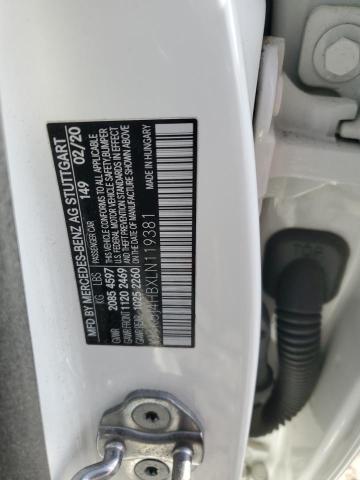 MFD BY MERCEDES-BENZ AG STUTTGART
PASSENGER CAR 149 02/20
KG LBS
GAWR 2085 4597
GAWR FRONT 1120 2469
GAWR REAR 1025 2260
THIS VEHICLE CONFORMS TO ALL APPLICABLE
U.S. FEDERAL MOTOR VEHICLE SAFETY, BUMPER
AND THEFT PREVENTION STANDARDS IN EFFECT
ON THE DATE OF MANUFACTURE SHOWN ABOVE
MADE IN HUNGARY
4HBXLN119381